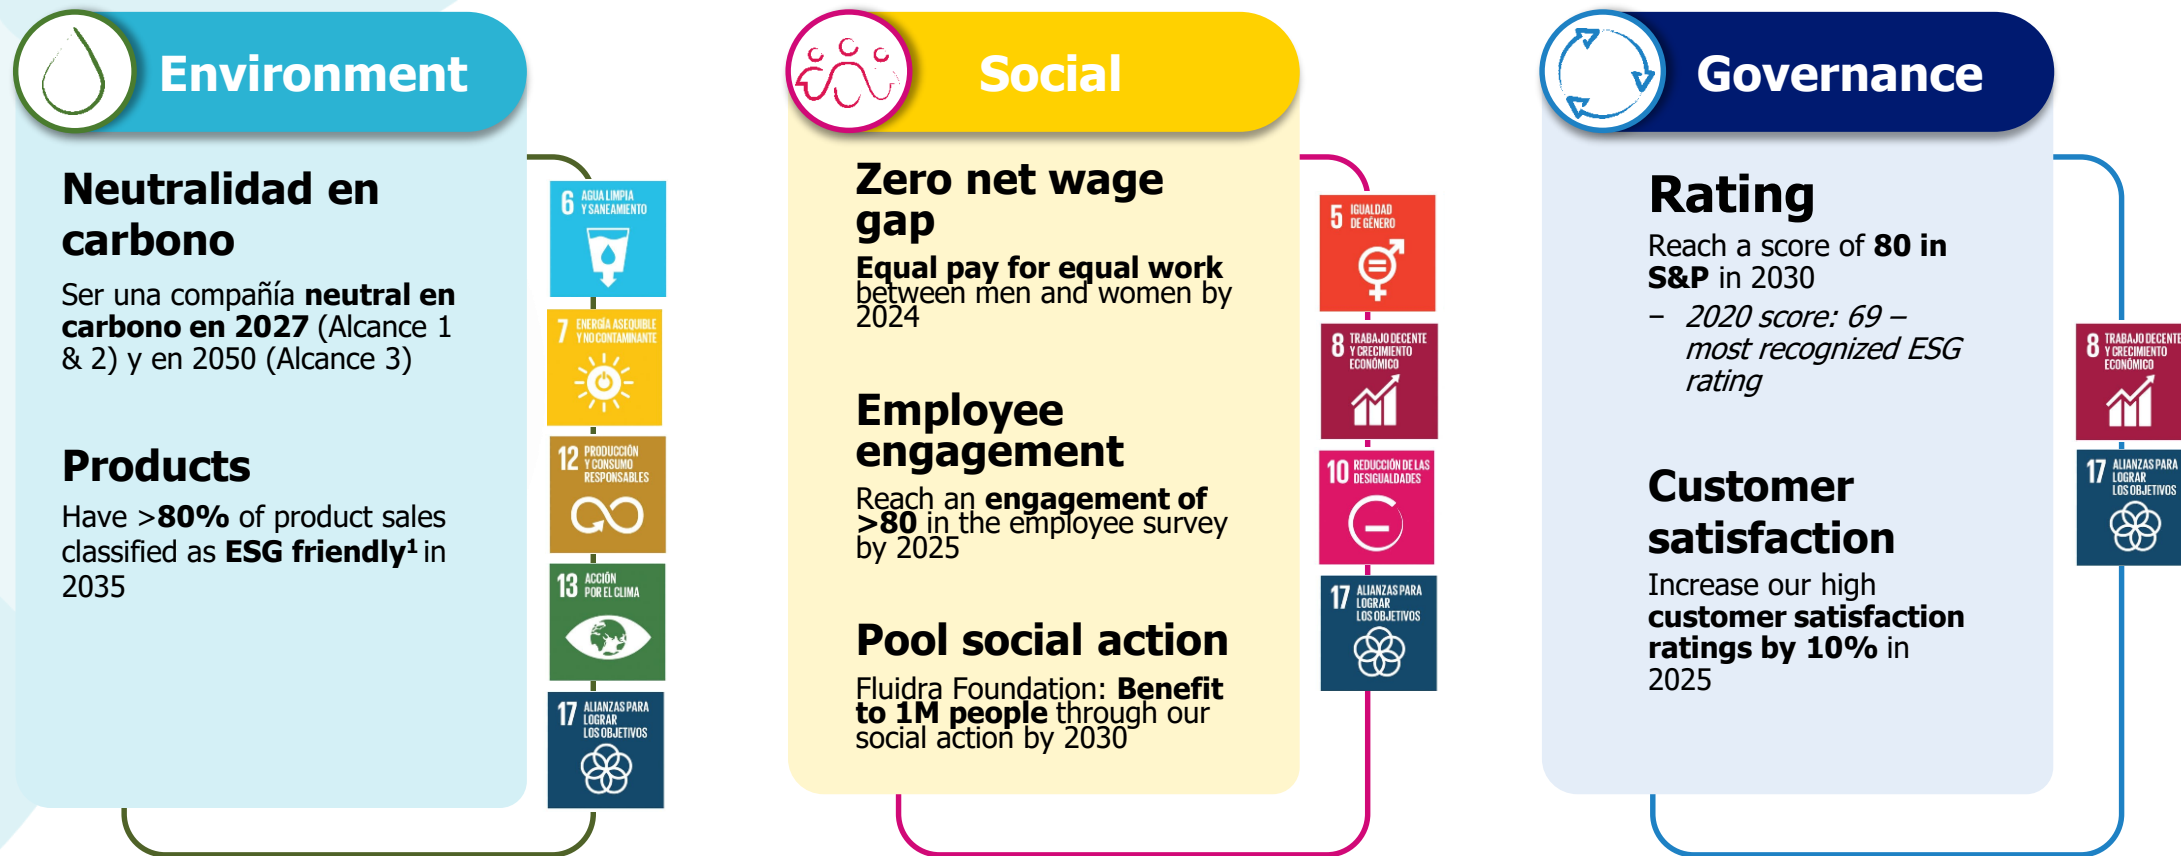 Environment
Neutralidad en
carbono
Ser una compañía neutral en
carbono en 2027 (Alcance 1
& 2) y en 2050 (Alcance 3)
Products
Have >80% of product sales
classified as ESG friendly¹ in
2035
6 AGUA LIMPIA
Y SANEAMIENTO
7 ENERGÍA ASEQUIBLE
Y NO CONTAMINANTE
12 PRODUCCIÓN
Y CONSUMO
RESPONSABLES
13 ACCIÓN
POR EL CLIMA
17 ALIANZAS PARA
LOGRAR
LOS OBJETIVOS
Social
Zero net wage
gap
Equal pay for equal work
between men and women by
2024
Employee
engagement
Reach an engagement of
>80 in the employee survey
by 2025
Pool social action
Fluidra Foundation: Benefit
to 1M people through our
social action by 2030
5 IGUALDAD
DE GÉNERO
8 TRABAJO DECENTE
Y CRECIMIENTO
ECONÓMICO
10 REDUCCIÓN DE LAS
DESIGUALDADES
17 ALIANZAS PARA
LOGRAR
LOS OBJETIVOS
Governance
Rating
Reach a score of 80 in
S&P in 2030
– 2020 score: 69 –
most recognized ESG
rating
Customer
satisfaction
Increase our high
customer satisfaction
ratings by 10% in
2025
8 TRABAJO DECENTE
Y CRECIMIENTO
ECONÓMICO
17 ALIANZAS PARA
LOGRAR
LOS OBJETIVOS